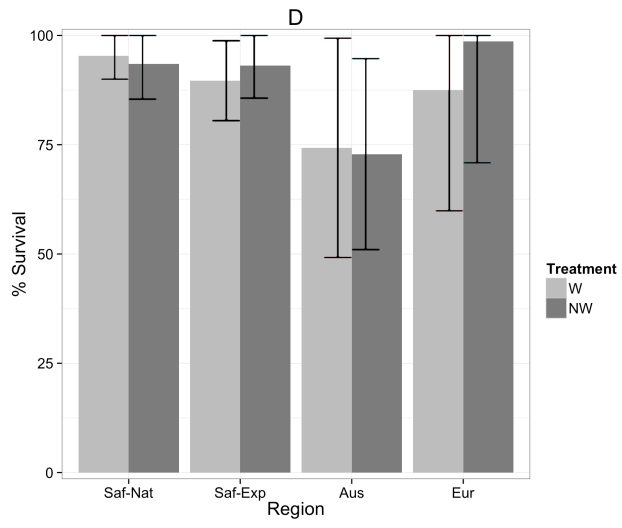 D
100
75
50
25
0
% Survival
Saf-Nat Saf-Exp Aus Eur
Region
Treatment
W
NW